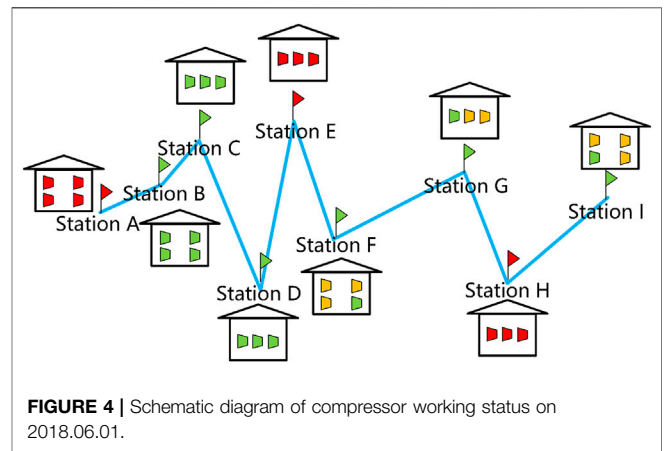 Station E
Station C
Station B
Station G
Station A
Station I
Station F
Station D
Station H
FIGURE 4 | Schematic diagram of compressor working status on
2018.06.01.